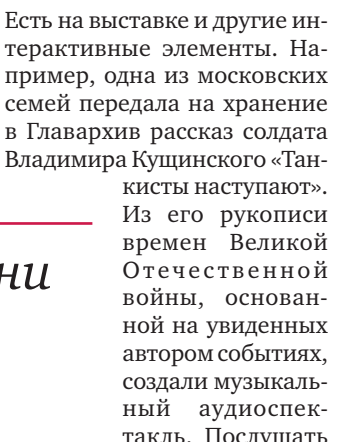 Есть на выставке и другие ин-
терактивные элементы. На-
пример, одна из московских
семей передала на хранение
в Главархив рассказ солдата
Владимира Кущинского «Тан-
кисты наступают».
Из его рукописи
времен Великой
Отечественной
войны, основан-
ной на увиденных
автором событиях,
создали музыкаль-
ный аудиоспек-
такль. Послушать
ни